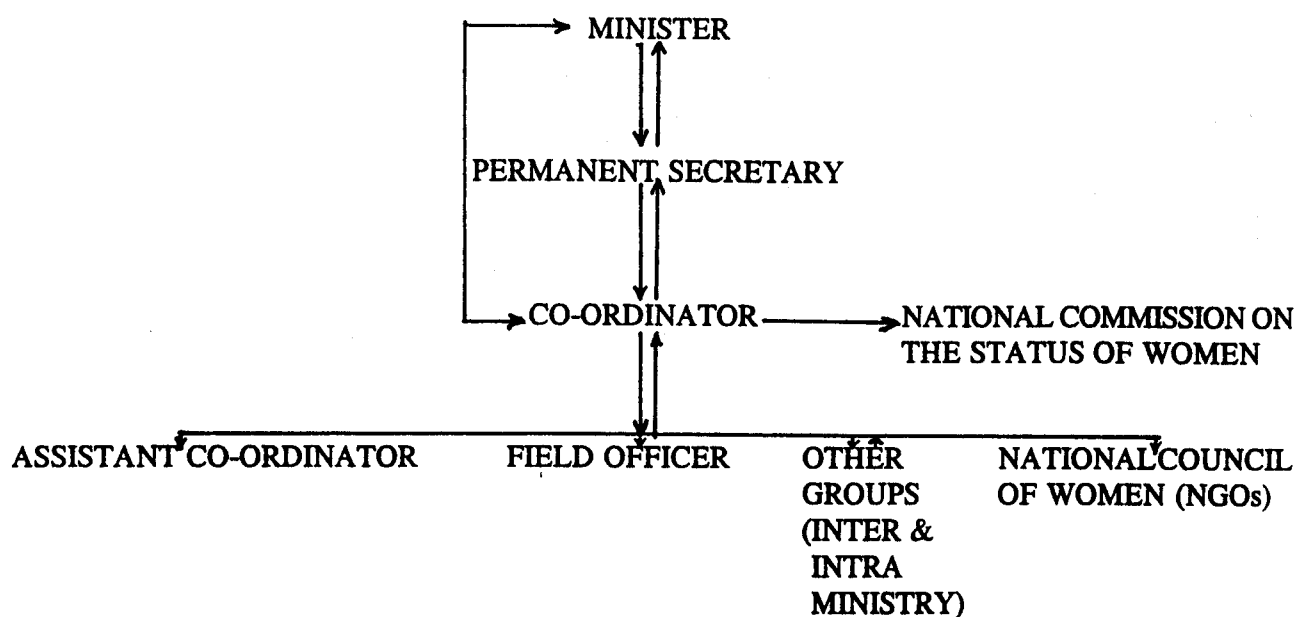 MINISTER
PERMANENT SECRETARY
CO-ORDINATOR
NATIONAL COMMISSION ON
THE STATUS OF WOMEN
ASSISTANT CO-ORDINATOR
FIELD OFFICER
OTHER
GROUPS
(INTER &
INTRA
MINISTRY)
NATIONAL COUNCIL
OF WOMEN (NGOs)